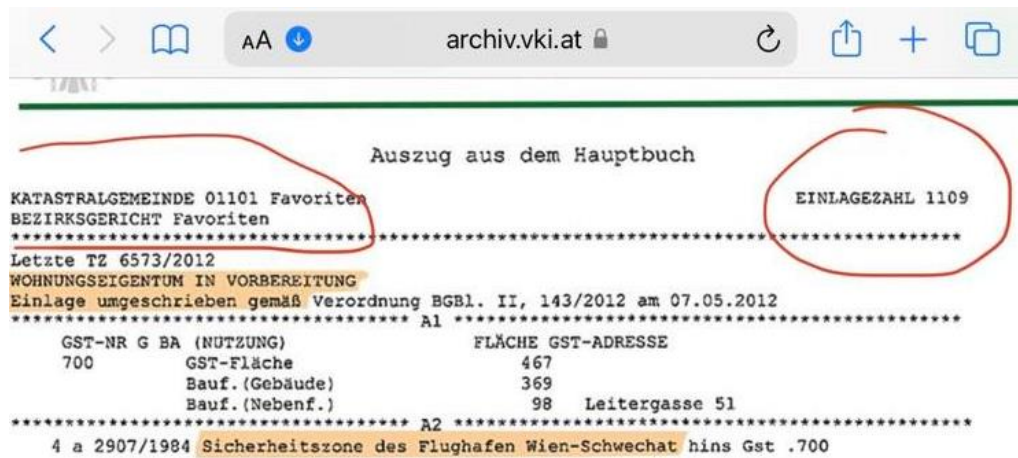 AA archiv.vki.at
Auszug aus dem Hauptbuch
KATASTRALGEMEINDE 01101 Favoriten EINLAGEZAHL 1109
BEZIRKSGERICHT Favoriten
****************************************************************************************
Letzte TZ 6573/2012
WOHNUNGSEIGENTUM IN VORBEREITUNG
Einlage umgeschrieben gemäß Verordnung BGBl. II, 143/2012 am 07.05.2012
************************************* A1 ***********************************************
GST-NR G BA (NUTZUNG) FLÄCHE GST-ADRESSE
700 GST-Fläche 467
Bauf.(Gebäude) 369
Bauf.(Nebenf.) 98 Leitergasse 51
************************************* A2 ***********************************************
4 a 2907/1984 Sicherheitszone des Flughafen Wien-Schwechat hins Gst .700